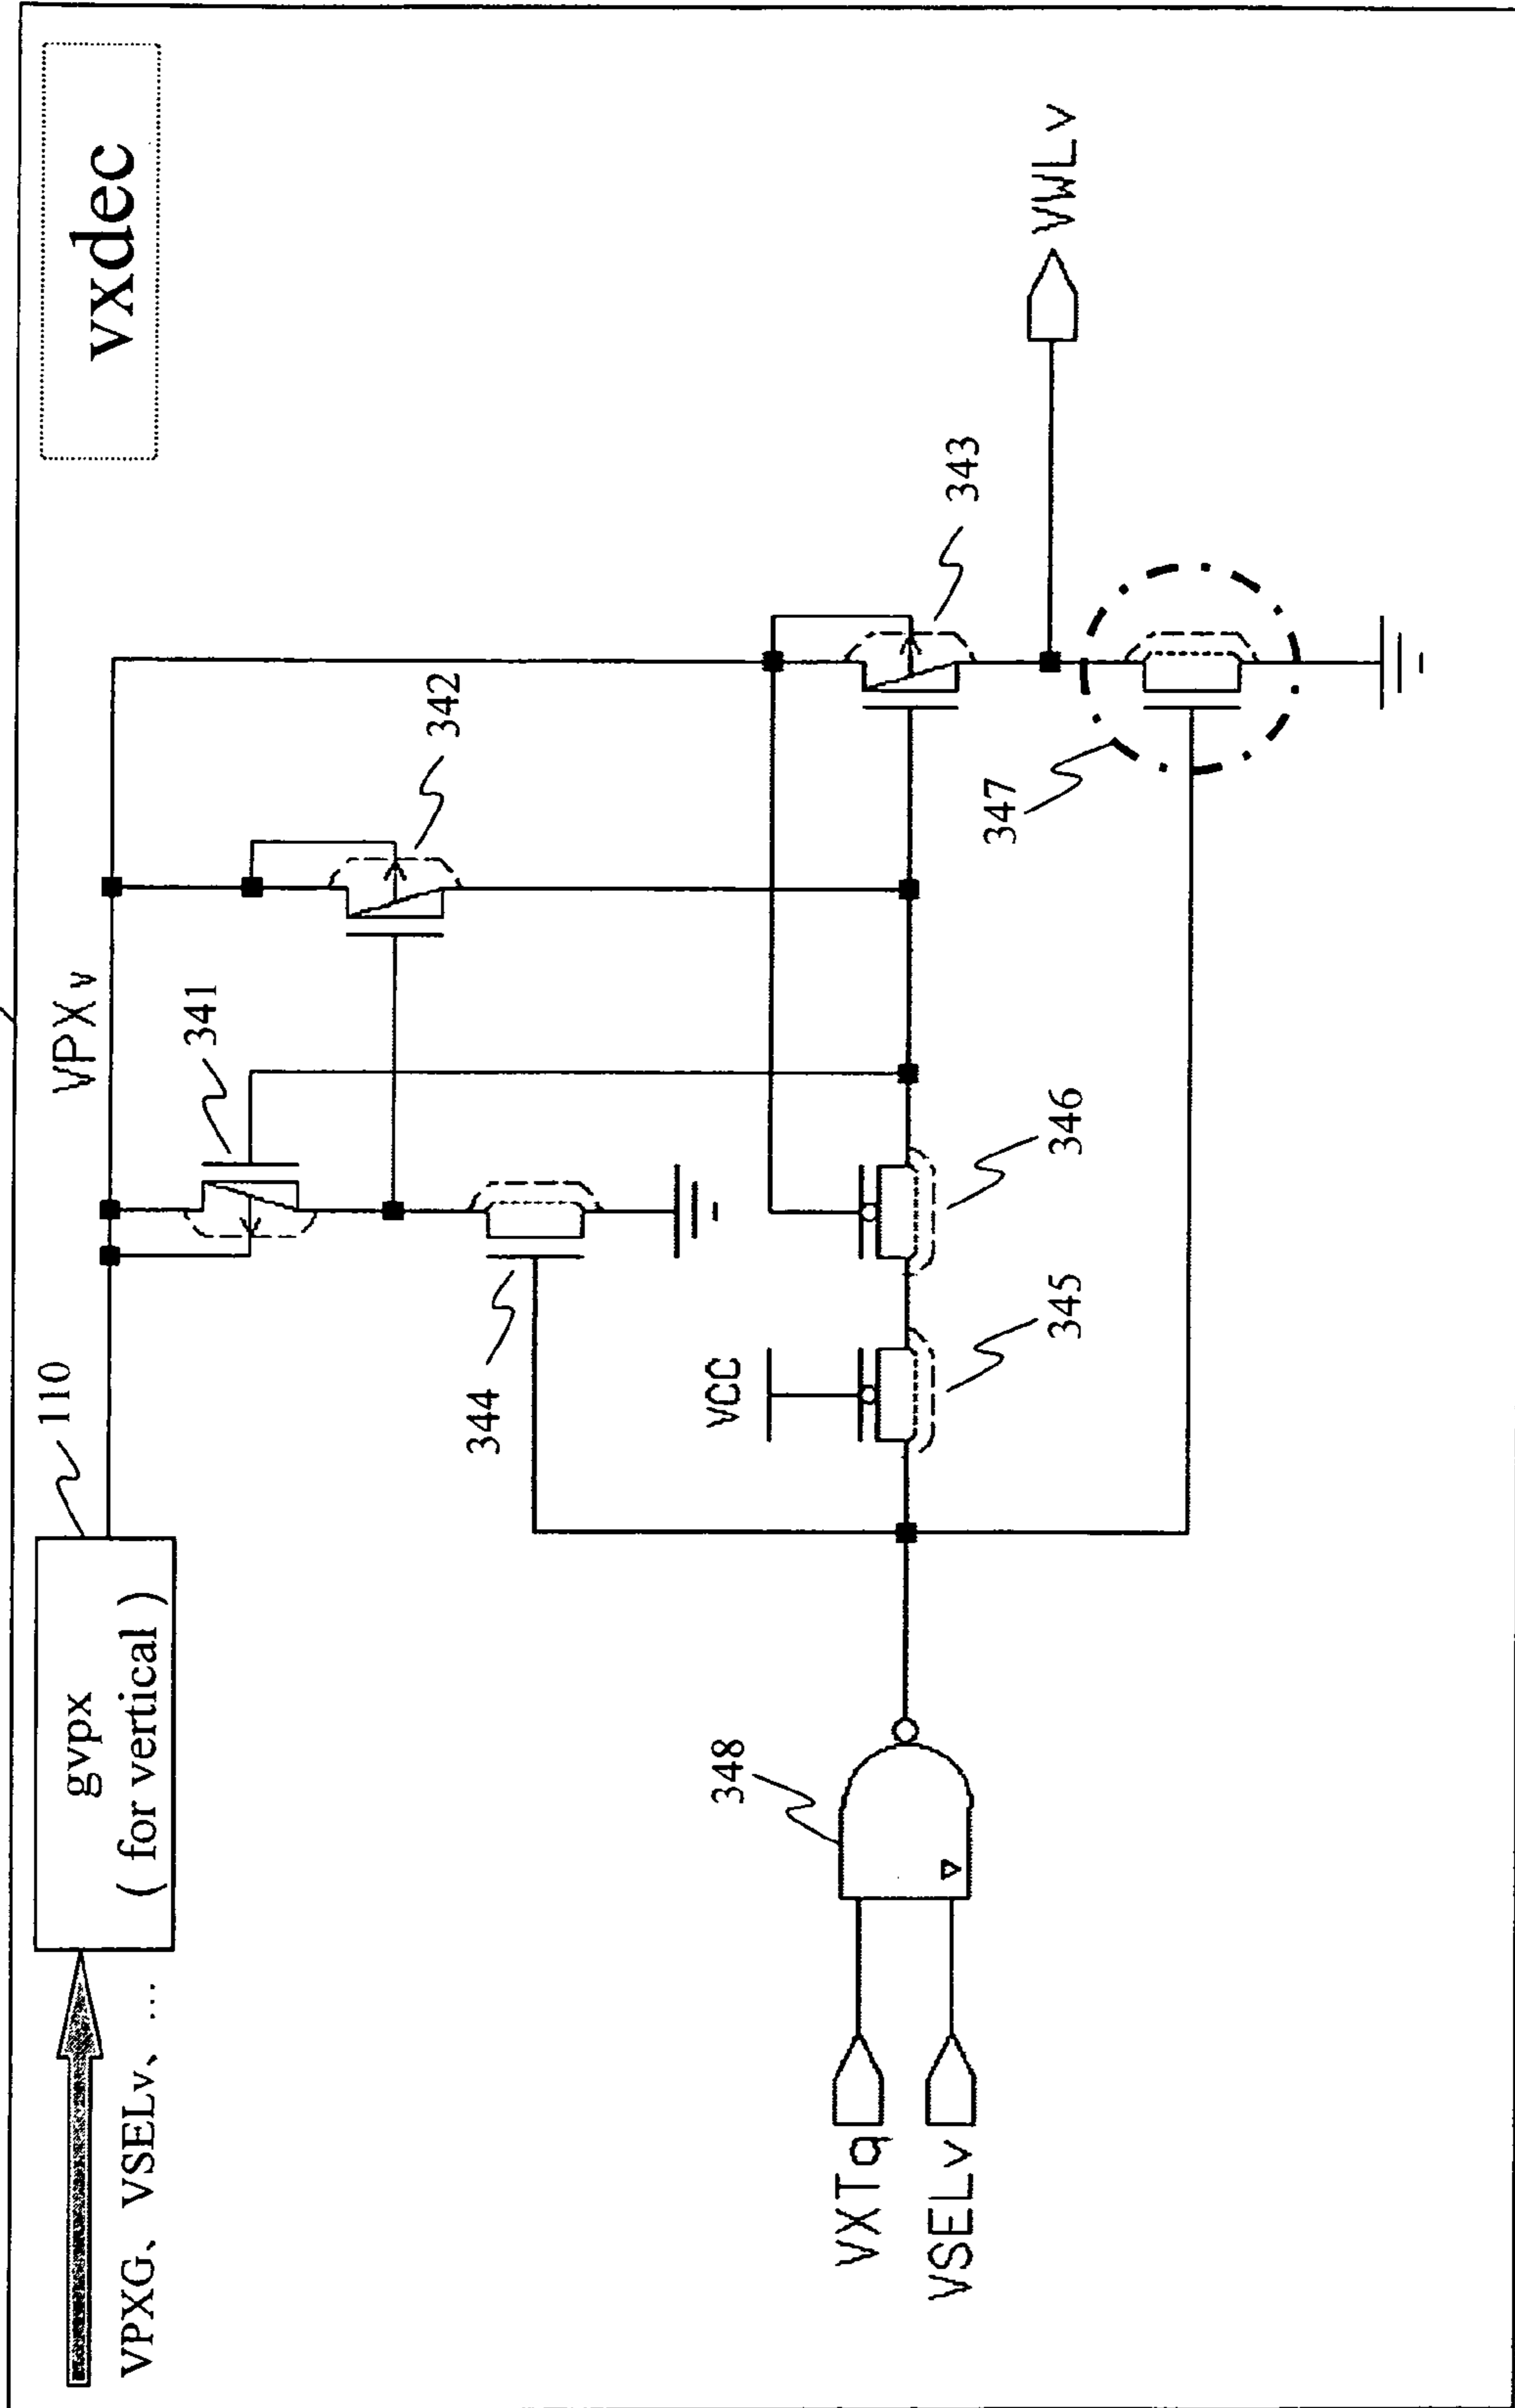 vxdec
VPXG、VSELv、...
gvpx
( for vertical )
110
VPXv
341
342
343
344
VCC
345
346
347
348
VXTq
VSELv
VWLv